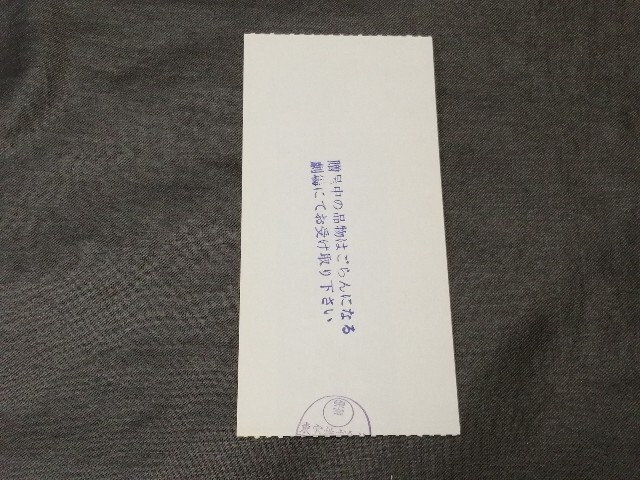 贈呈中の品物はごらんになる
劇場にてお受け取り下さい